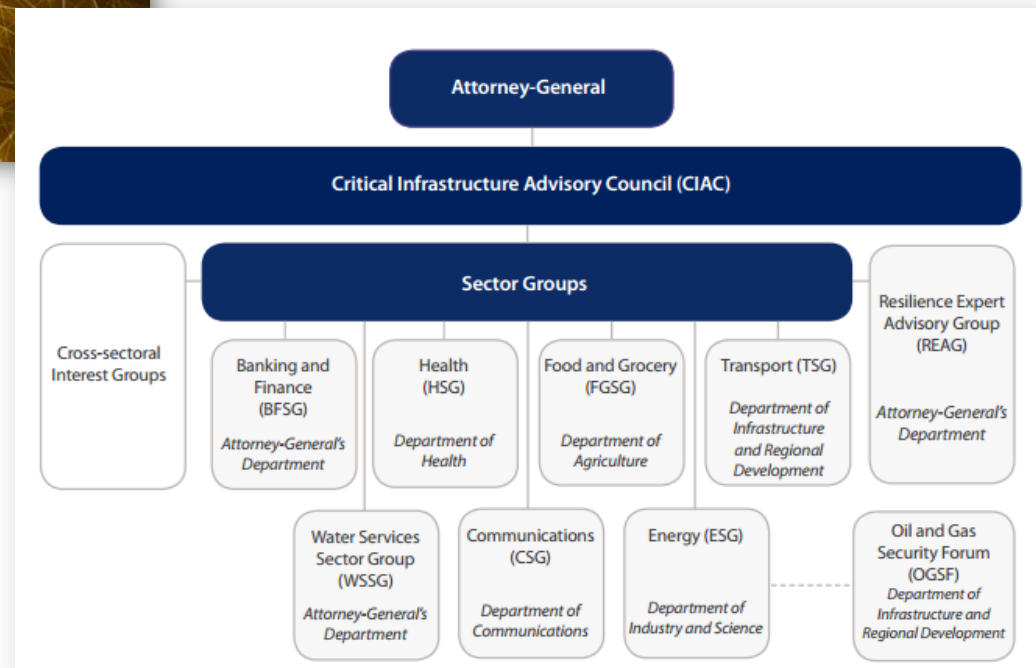 Attorney-General
Critical Infrastructure Advisory Council (CIAC)
Sector Groups
Cross-sectoral
Interest Groups
Resilience Expert
Advisory Group
(REAG)
Attorney-General's
Department
Banking and
Finance
(BFSG)
Attorney-General's
Department
Health
(HSG)
Department of
Health
Food and Grocery
(FGSG)
Department of
Agriculture
Transport (TSG)
Department of
Infrastructure
and Regional
Development
Water Services
Sector Group
(WSSG)
Attorney-General's
Department
Communications
(CSG)
Department of
Communications
Energy (ESG)
Department of
Industry and Science
Oil and Gas
Security Forum
(OGSF)
Department of
Infrastructure and
Regional Development